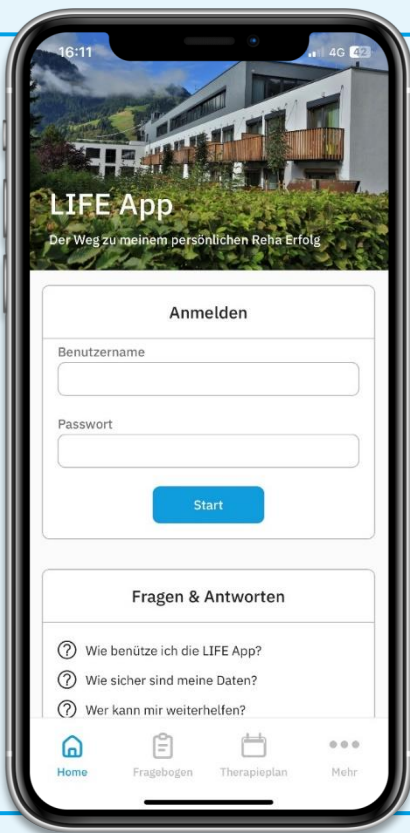 16:11
4G 42
LIFE App
Der Weg zu meinem persönlichen Reha Erfolg
Anmelden
Benutzername
Passwort
Start
Fragen & Antworten
Wie benütze ich die LIFE App?
Wie sicher sind meine Daten?
Wer kann mir weiterhelfen?
Home Fragebogen Therapieplan Mehr